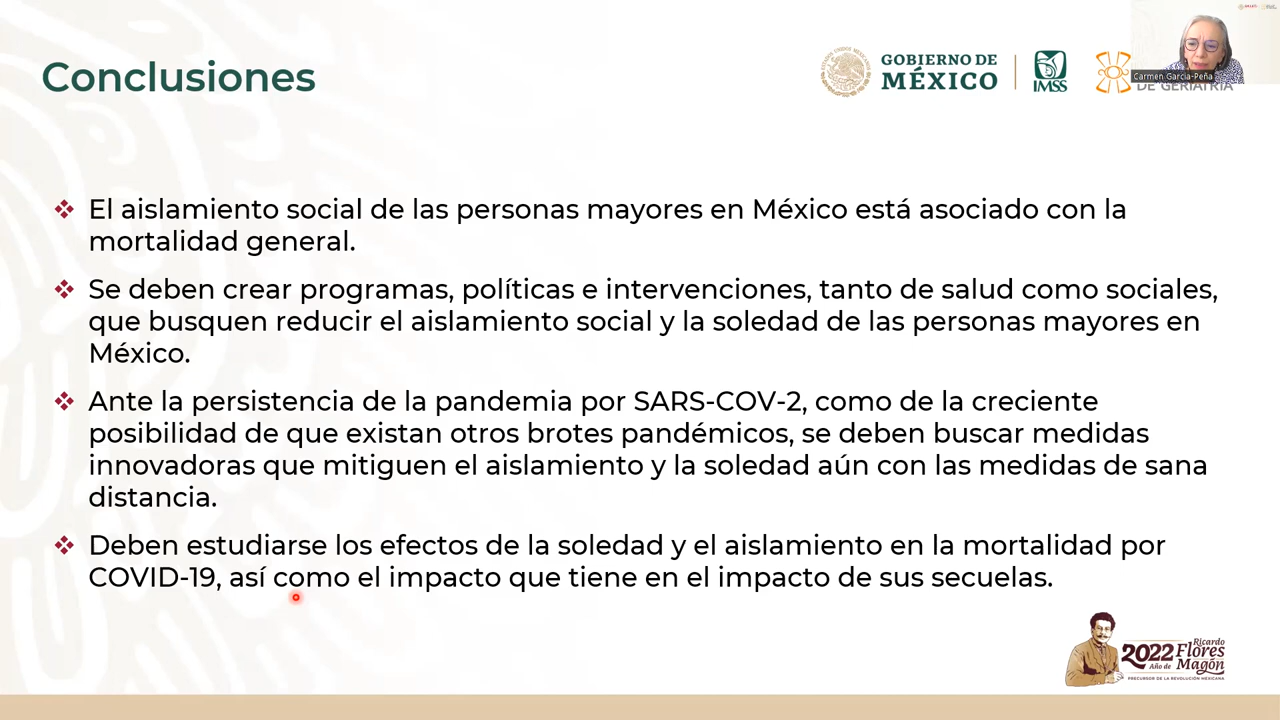 Conclusiones
GOBIERNO DE
MÉXICO
IMSS
DE GERIATRÍA
Carmen García-Peña
El aislamiento social de las personas mayores en México está asociado con la
mortalidad general.
Se deben crear programas, políticas e intervenciones, tanto de salud como sociales,
que busquen reducir el aislamiento social y la soledad de las personas mayores en
México.
Ante la persistencia de la pandemia por SARS-COV-2, como de la creciente
posibilidad de que existan otros brotes pandémicos, se deben buscar medidas
innovadoras que mitiguen el aislamiento y la soledad aún con las medidas de sana
distancia.
Deben estudiarse los efectos de la soledad y el aislamiento en la mortalidad por
COVID-19, así como el impacto que tiene en el impacto de sus secuelas.
2022 Ricardo
Flores
Año de Magón
PRECURSOR DE LA REVOLUCIÓN MEXICANA